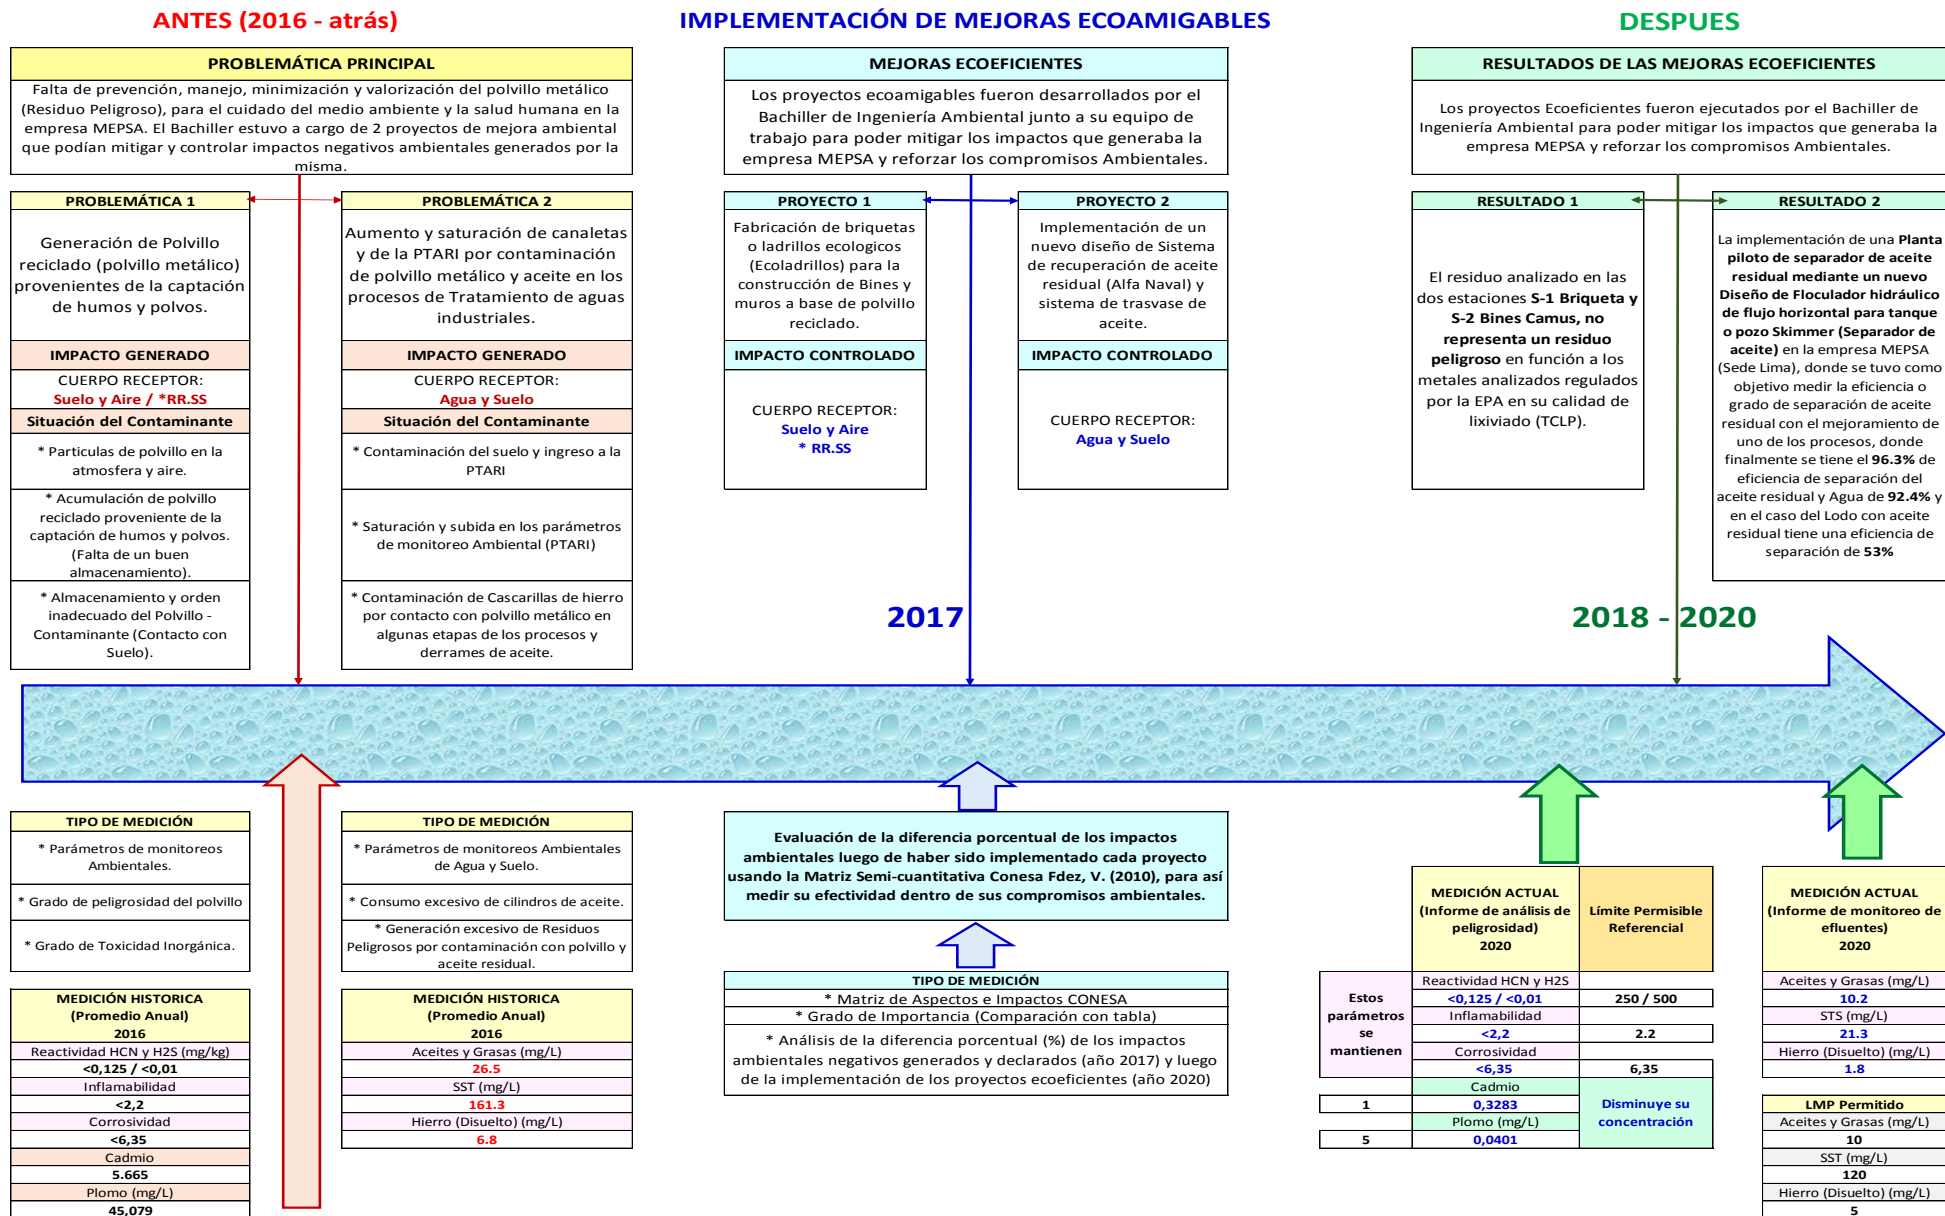 ANTES (2016 - atrás)
IMPLEMENTACIÓN DE MEJORAS ECOAMIGABLES
DESPUES
PROBLEMÁTICA PRINCIPAL
Falta de prevención, manejo, minimización y valorización del polvillo metálico
(Residuo Peligroso), para el cuidado del medio ambiente y la salud humana en la
empresa MEPSA. El Bachiller estuvo a cargo de 2 proyectos de mejora ambiental
que podían mitigar y controlar impactos negativos ambientales generados por la
misma.
PROBLEMÁTICA 1
Generación de Polvillo
reciclado (polvillo metálico)
provenientes de la captación
de humos y polvos.
IMPACTO GENERADO
CUERPO RECEPTOR:
Suelo y Aire / *RR.SS
Situación del Contaminante
* Particulas de polvillo en la
atmosfera y aire.
* Acumulación de polvillo
reciclado proveniente de la
captación de humos y polvos.
(Falta de un buen
almacenamiento).
* Almacenamiento y orden
inadecuado del Polvillo -
Contaminante (Contacto con
Suelo).
PROBLEMÁTICA 2
Aumento y saturación de canaletas
y de la PTARI por contaminación
de polvillo metálico y aceite en los
procesos de Tratamiento de aguas
industriales.
IMPACTO GENERADO
CUERPO RECEPTOR:
Agua y Suelo
Situación del Contaminante
* Contaminación del suelo y ingreso a la
PTARI
* Saturación y subida en los parámetros
de monitoreo Ambiental (PTARI)
* Contaminación de Cascarillas de hierro
por contacto con polvillo metálico en
algunas etapas de los procesos y
derrames de aceite.
MEJORAS ECOEFICIENTES
Los proyectos ecoamigables fueron desarrollados por el
Bachiller de Ingeniería Ambiental junto a su equipo de
trabajo para poder mitigar los impactos que generaba la
empresa MEPSA y reforzar los compromisos Ambientales.
PROYECTO 1
Fabricación de briquetas
o ladrillos ecologicos
(Ecoladrillos) para la
construcción de Bines y
muros a base de polvillo
reciclado.
IMPACTO CONTROLADO
CUERPO RECEPTOR:
Suelo y Aire
* RR.SS
PROYECTO 2
Implementación de un
nuevo diseño de Sistema
de recuperación de aceite
residual (Alfa Naval) y
sistema de trasvase de
aceite.
IMPACTO CONTROLADO
CUERPO RECEPTOR:
Agua y Suelo
2017
RESULTADOS DE LAS MEJORAS ECOEFICIENTES
Los proyectos Ecoeficientes fueron ejecutados por el Bachiller de
Ingeniería Ambiental para poder mitigar los impactos que generaba la
empresa MEPSA y reforzar los compromisos Ambientales.
RESULTADO 1
El residuo analizado en las
dos estaciones S-1 Briqueta y
S-2 Bines Camus, no
representa un residuo
peligroso en función a los
metales analizados regulados
por la EPA en su calidad de
lixiviado (TCLP).
RESULTADO 2
La implementación de una Planta
piloto de separador de aceite
residual mediante un nuevo
Diseño de Floculador hidráulico
de flujo horizontal para tanque
o pozo Skimmer (Separador de
aceite) en la empresa MEPSA
(Sede Lima), donde se tuvo como
objetivo medir la eficiencia o
grado de separación de aceite
residual con el mejoramiento de
uno de los procesos, donde
finalmente se tiene el 96.3% de
eficiencia de separación del
aceite residual y Agua de 92.4% y
en el caso del Lodo con aceite
residual tiene una eficiencia de
separación de 53%
2018 - 2020
TIPO DE MEDICIÓN
* Parámetros de monitoreos
Ambientales.
* Grado de peligrosidad del polvillo
* Grado de Toxicidad Inorgánica.
MEDICIÓN HISTORICA
(Promedio Anual)
2016
Reactividad HCN y H2S (mg/kg)
<0,125 / <0,01
Inflamabilidad
<2,2
Corrosividad
<6,35
Cadmio
5.665
Plomo (mg/L)
45,079
TIPO DE MEDICIÓN
* Parámetros de monitoreos Ambientales
de Agua y Suelo.
* Consumo excesivo de cilindros de aceite.
* Generación excesivo de Residuos
Peligrosos por contaminación con polvillo y
aceite residual.
MEDICIÓN HISTORICA
(Promedio Anual)
2016
Aceites y Grasas (mg/L)
26.5
SST (mg/L)
161.3
Hierro (Disuelto) (mg/L)
6.8
Evaluación de la diferencia porcentual de los impactos
ambientales luego de haber sido implementado cada proyecto
usando la Matriz Semi-cuantitativa Conesa Fdez, V. (2010), para así
medir su efectividad dentro de sus compromisos ambientales.
TIPO DE MEDICIÓN
* Matriz de Aspectos e Impactos CONESA
* Grado de Importancia (Comparación con tabla)
* Análisis de la diferencia porcentual (%) de los impactos
ambientales negativos generados y declarados (año 2017) y luego
de la implementación de los proyectos ecoeficientes (año 2020)
MEDICIÓN ACTUAL
(Informe de análisis de
peligrosidad)
2020
Límite Permisible
Referencial
Estos
parámetros
se
mantienen
Reactividad HCN y H2S
<0,125 / <0,01
250 / 500
Inflamabilidad
<2,2
2.2
Corrosividad
<6,35
6,35
Cadmio
1
0,3283
Plomo (mg/L)
5
0,0401
Disminuye su
concentración
MEDICIÓN ACTUAL
(Informe de monitoreo de
efluentes)
2020
Aceites y Grasas (mg/L)
10.2
STS (mg/L)
21.3
Hierro (Disuelto) (mg/L)
1.8
LMP Permitido
Aceites y Grasas (mg/L)
10
SST (mg/L)
120
Hierro (Disuelto) (mg/L)
5